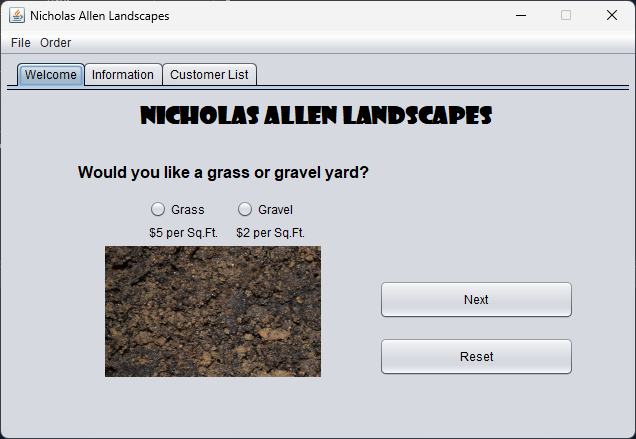 Nicholas Allen Landscapes
File Order
Welcome Information Customer List
NICHOLAS ALLEN LANDSCAPES
Would you like a grass or gravel yard?
Grass Gravel
$5 per Sq.Ft. $2 per Sq.Ft.
Next
Reset